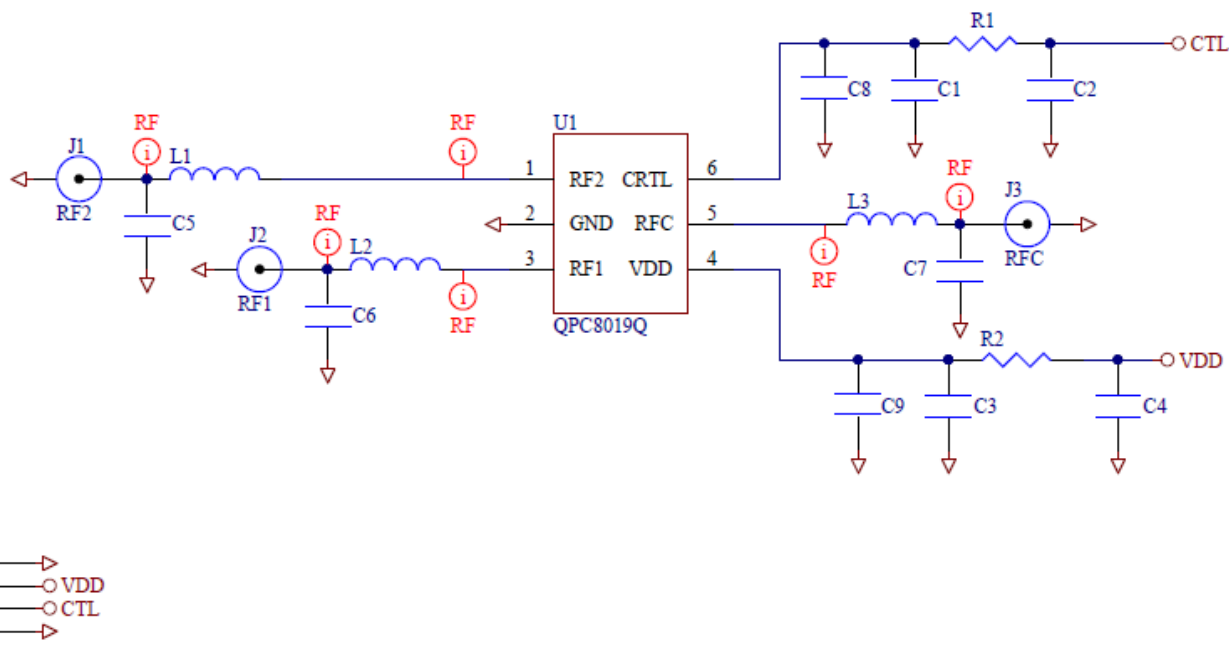 R1
CTL
C8
C1
C2
U1
RF
RF
J1
L1
RF2
C5
1
RF2
CRTL
6
2
GND
RFC
5
3
RF1
VDD
4
QPC8019Q
RF
J2
L2
RF1
C6
RF
RF
L3
J3
RF
C7
RFC
R2
VDD
C9
C3
C4
VDD
CTL
i
i
i
i
i
i